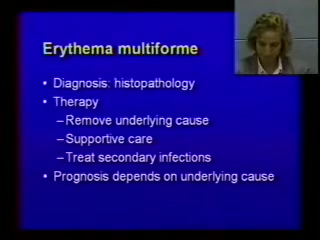 Erythema multiforme
• Diagnosis: histopathology
• Therapy
– Remove underlying cause
– Supportive care
– Treat secondary infections
• Prognosis depends on underlying cause